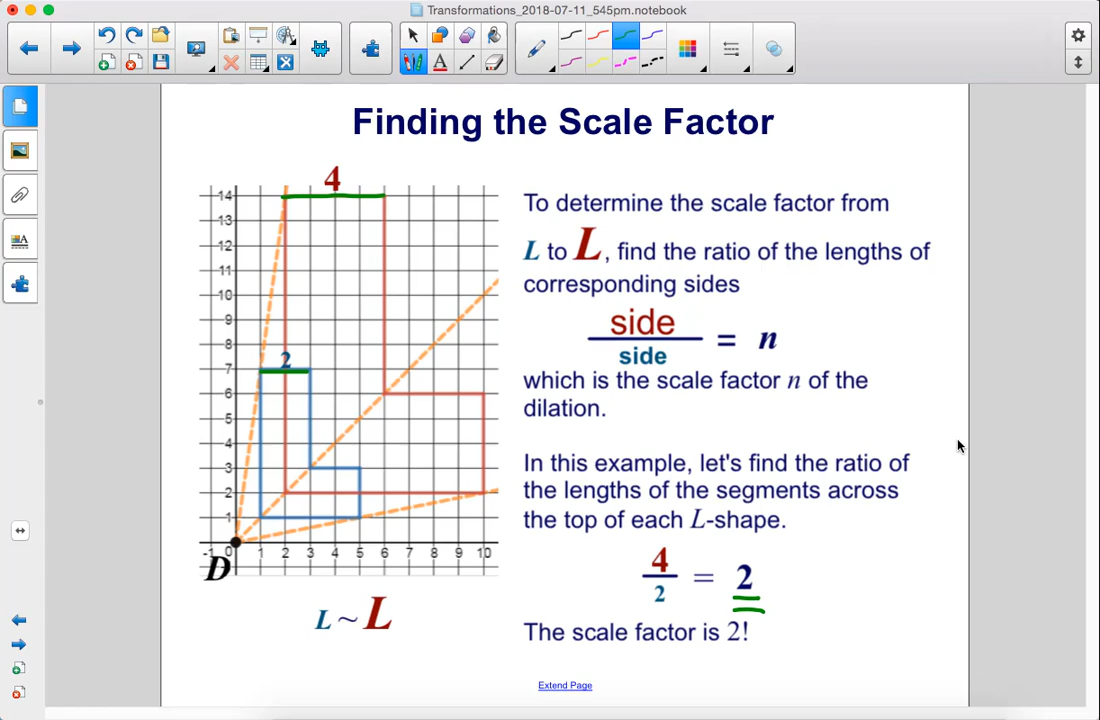 Transformations_2018-07-11_545pm.notebook
Finding the Scale Factor
4
14
13
12
11
10
9
8
7
6
5
4
3
2
1
2
-1 0 1 2 3 4 5 6 7 8 9 10
D
L ~ L
To determine the scale factor from
L to L, find the ratio of the lengths of
corresponding sides
side
side
= n
which is the scale factor n of the
dilation.
In this example, let's find the ratio of
the lengths of the segments across
the top of each L-shape.
4
2
= 2
The scale factor is 2!
Extend Page